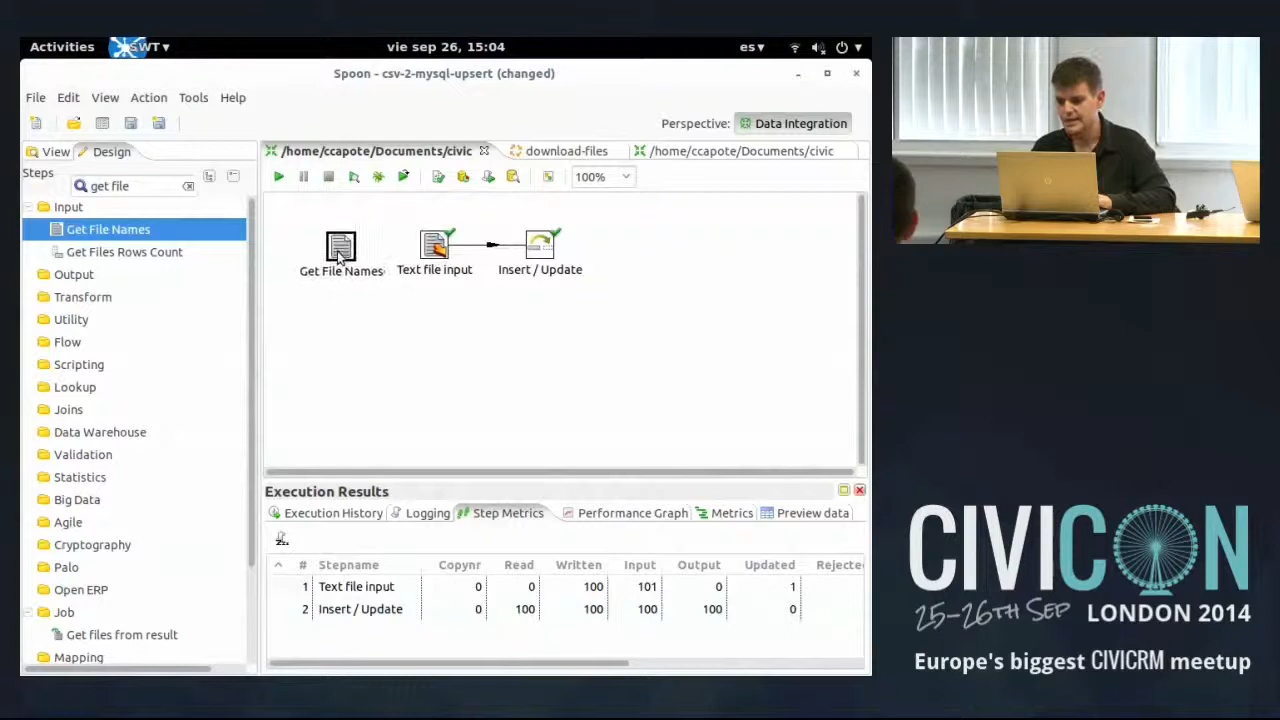 Activities SWT▾ vie sep 26, 15:04 es▾
Spoon - csv-2-mysql-upsert (changed)
File Edit View Action Tools Help
Perspective: Data Integration
View Design
/home/ccapote/Documents/civic download-files /home/ccapote/Documents/civic
Steps
get file
100%
Input
Get File Names
Get Files Rows Count
Output
Transform
Utility
Flow
Scripting
Lookup
Joins
Data Warehouse
Validation
Statistics
Big Data
Agile
Cryptography
Palo
Open ERP
Job
Get files from result
Mapping
Get File Names Text file input Insert / Update
Execution Results
Execution History Logging Step Metrics Performance Graph Metrics Preview data
# Stepname Copynr Read Written Input Output Updated Rejecte
1 Text file input 0 0 100 101 0 1
2 Insert / Update 0 100 100 100 100 0
CIVICON
25-26TH SEP LONDON 2014
Europe's biggest CIVICRM meetup